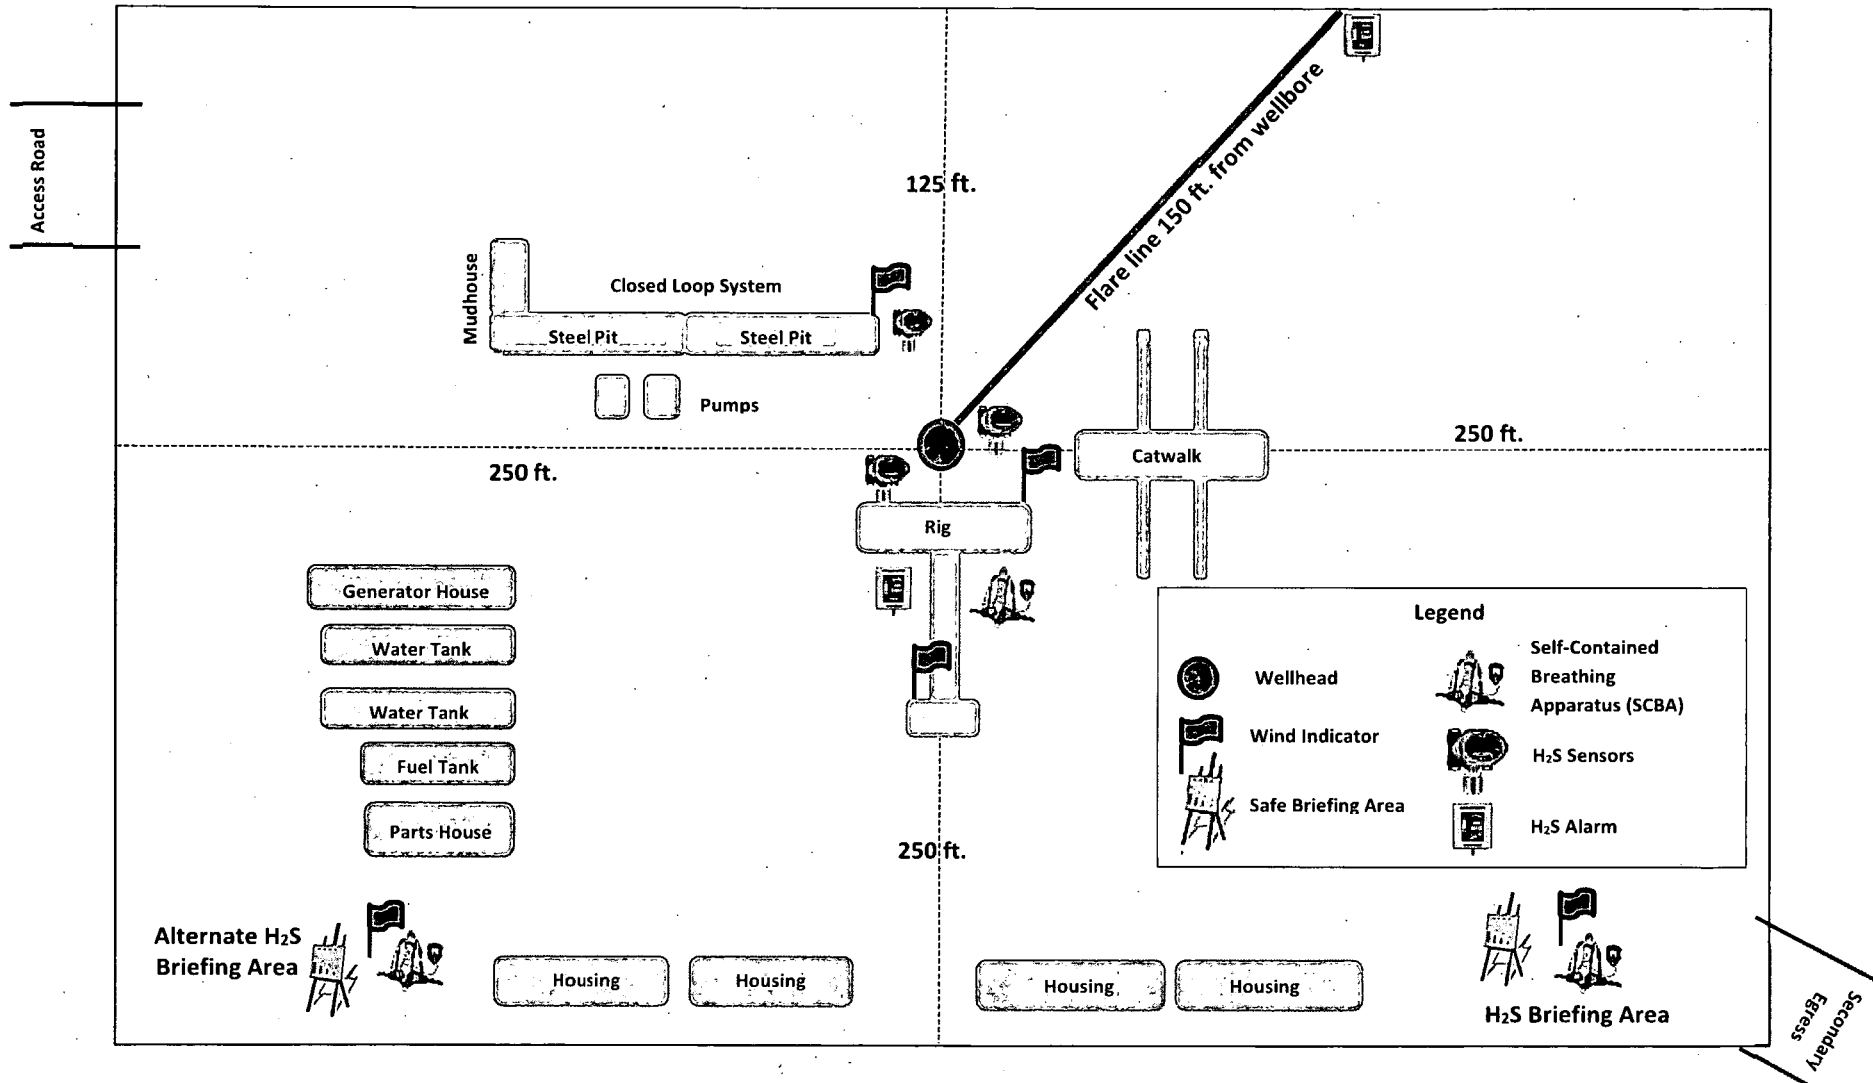 Access Road
125 ft.
Flare line 150 ft. from wellbore
Mudhouse
Closed Loop System
Steel Pit
Steel Pit
Pumps
250 ft.
250 ft.
Catwalk
Rig
Generator House
Water Tank
Water Tank
Fuel Tank
Parts House
250 ft.
Legend
Wellhead
Wind Indicator
Safe Briefing Area
Self-Contained
Breathing
Apparatus (SCBA)
H₂S Sensors
H₂S Alarm
Alternate H₂S
Briefing Area
Housing
Housing
Housing
Housing
H₂S Briefing Area
Secondary
Egress